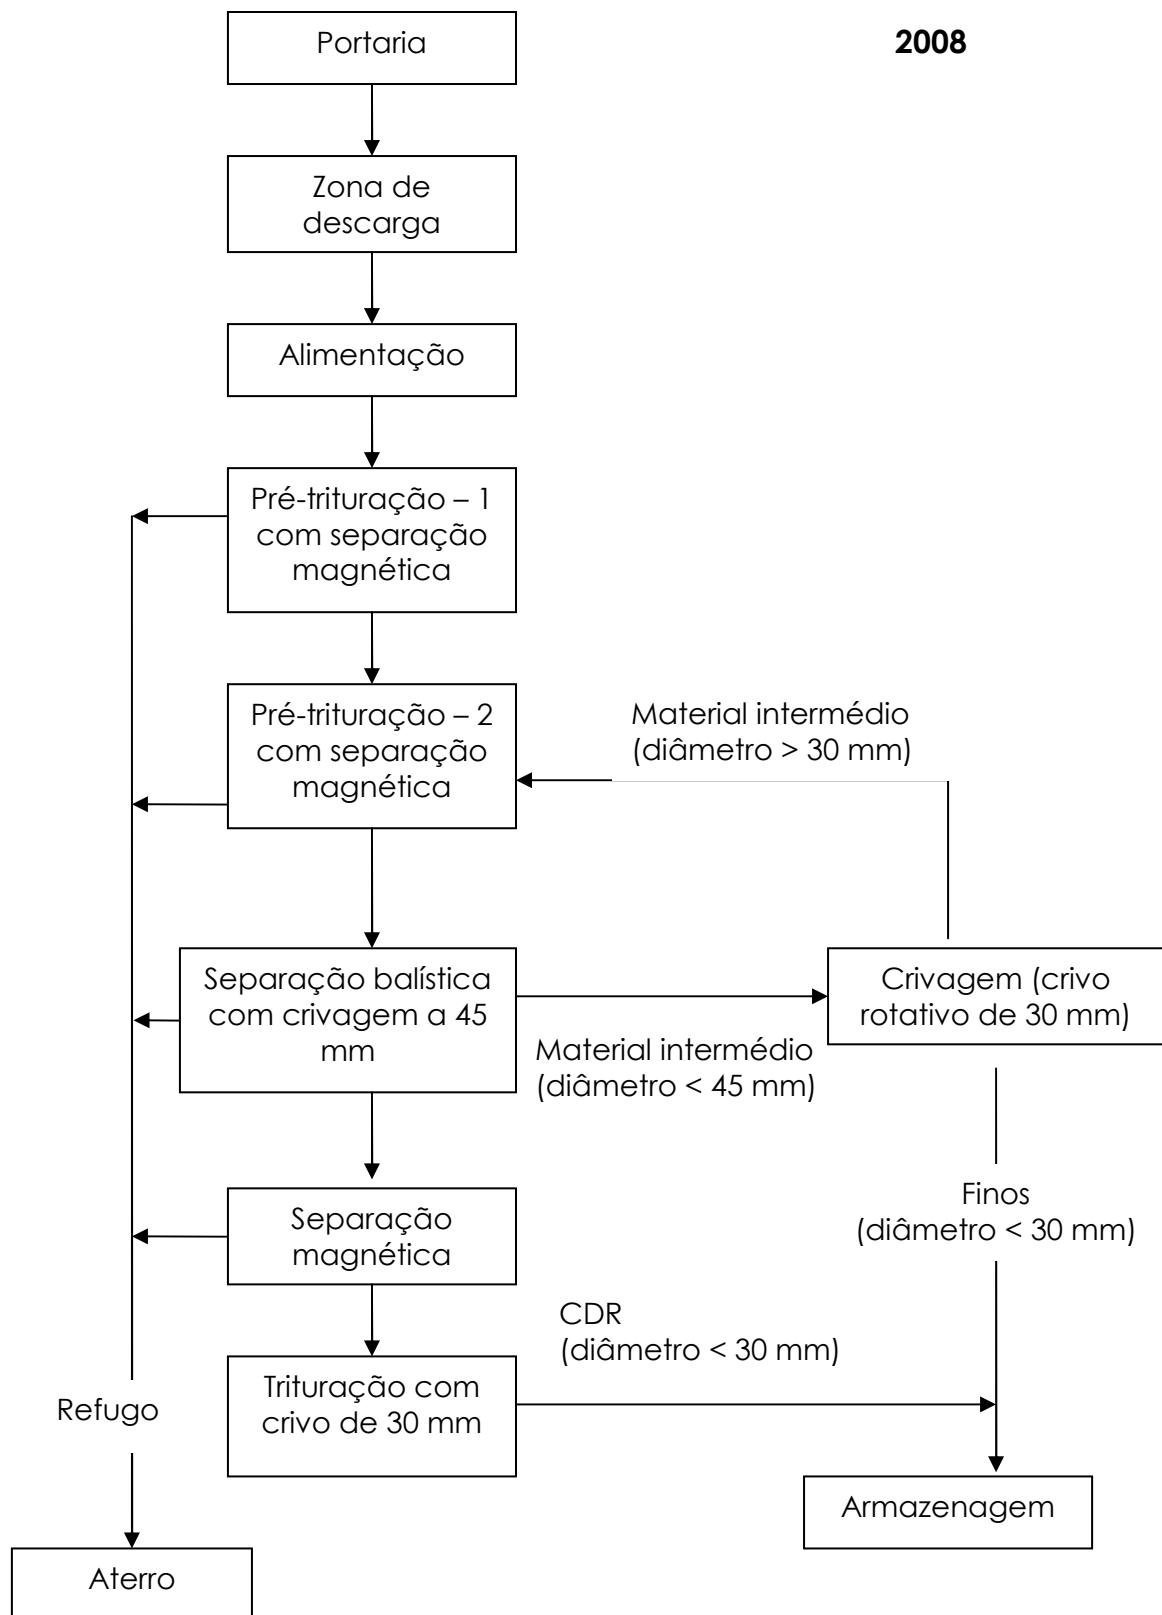 Portaria
2008
Zona de
descarga
Alimentação
Pré-trituração – 1
com separação
magnética
Pré-trituração – 2
com separação
magnética
Material intermédio
(diâmetro > 30 mm)
Separação balística
com crivagem a 45
mm
Material intermédio
(diâmetro < 45 mm)
Crivagem (crivo
rotativo de 30 mm)
Separação
magnética
Finos
(diâmetro < 30 mm)
CDR
(diâmetro < 30 mm)
Trituração com
crivo de 30 mm
Refugo
Armazenagem
Aterro